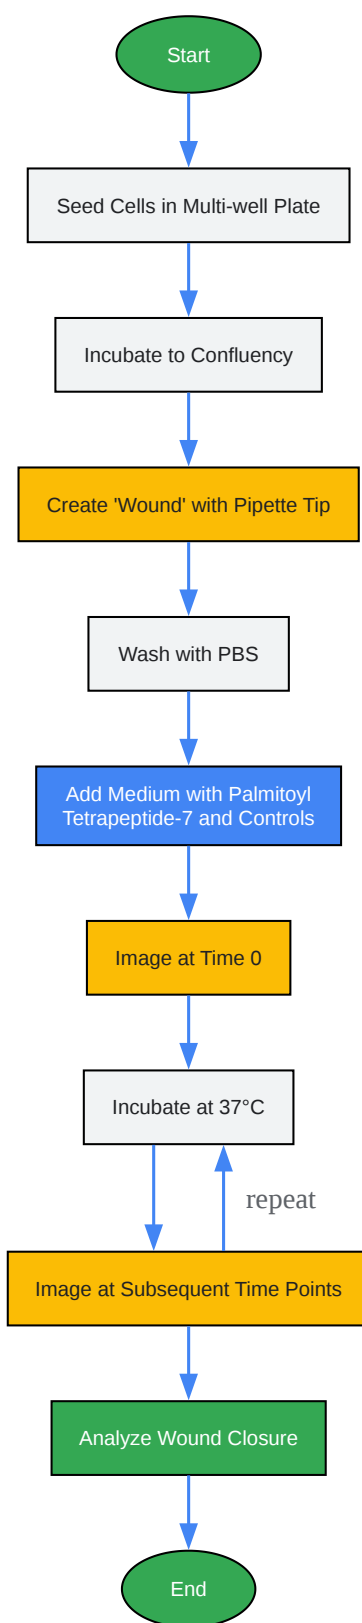 Start
Seed Cells in Multi-well Plate
Incubate to Confluency
Create 'Wound' with Pipette Tip
Wash with PBS
Add Medium with Palmitoyl
Tetrapeptide-7 and Controls
Image at Time 0
Incubate at 37°C
repeat
Image at Subsequent Time Points
Analyze Wound Closure
End